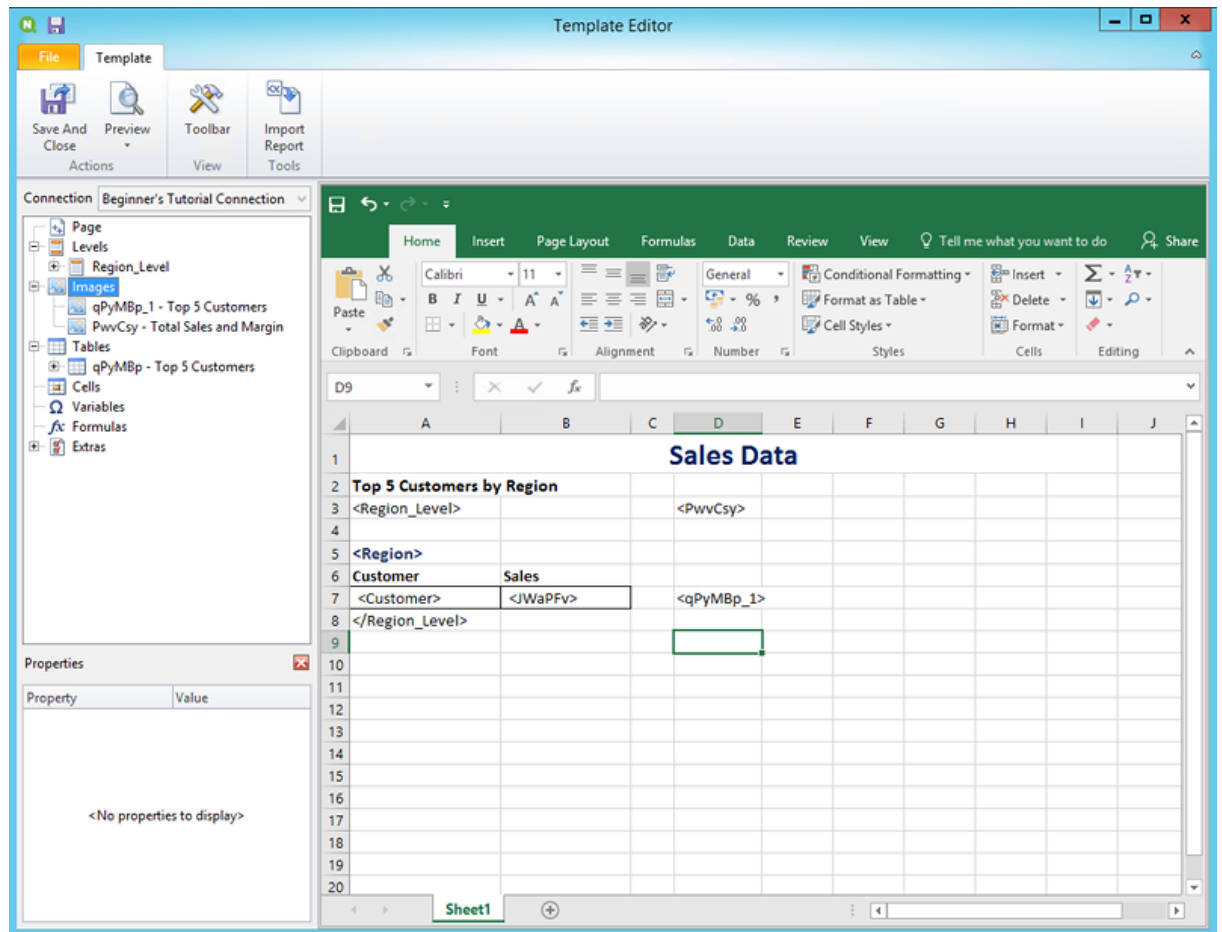 N
Template Editor
File
Template
Save And Close
Preview
Toolbar
Import Report
Actions
View
Tools
Connection
Beginner's Tutorial Connection
Page
Levels
Region_Level
Images
qPyMBp_1 - Top 5 Customers
PwvCsy - Total Sales and Margin
Tables
qPyMBp - Top 5 Customers
Cells
Variables
Formulas
Extras
Properties
Property
Value
<No properties to display>
Home
Insert
Page Layout
Formulas
Data
Review
View
Tell me what you want to do
Share
Paste
Calibri
11
B
I
U
A
A
A
General
%
Conditional Formatting
Format as Table
Cell Styles
Insert
Delete
Format
Clipboard
Font
Alignment
Number
Styles
Cells
Editing
D9
fx
A
B
C
D
E
F
G
H
I
J
1
Sales Data
2
Top 5 Customers by Region
3
<Region_Level>
<PwvCsy>
4
5
<Region>
6
Customer
Sales
7
<Customer>
<JWaPFv>
<qPyMBp_1>
8
</Region_Level>
9
10
11
12
13
14
15
16
17
18
19
20
Sheet1